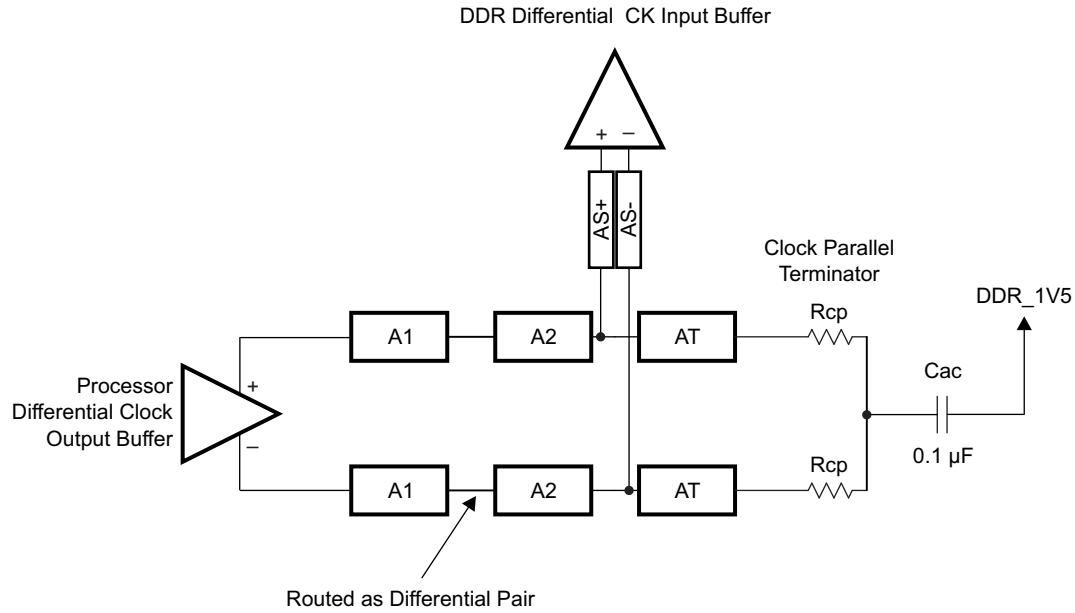 DDR Differential CK Input Buffer
+ −
AS+
AS-
Clock Parallel
Terminator
DDR_1V5
Rcp
A1
A2
AT
Cac
Processor
Differential Clock
Output Buffer
+
−
0.1 µF
Rcp
A1
A2
AT
Routed as Differential Pair